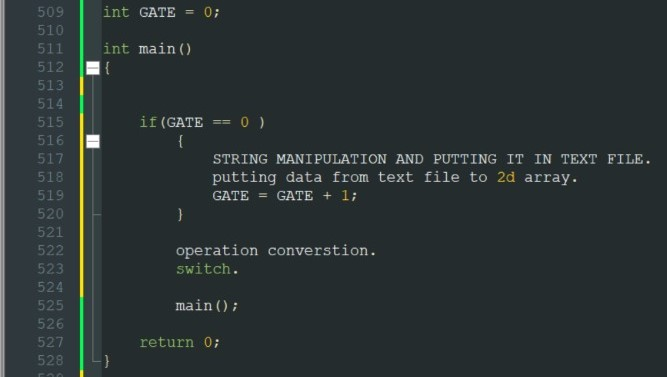 509 int GATE = 0;
510
511 int main()
512 {
513
514
515 if(GATE == 0 )
516 {
517 STRING MANIPULATION AND PUTTING IT IN TEXT FILE.
518 putting data from text file to 2d array.
519 GATE = GATE + 1;
520 }
521
522 operation converstion.
523 switch.
524
525 main();
526
527 return 0;
528 }